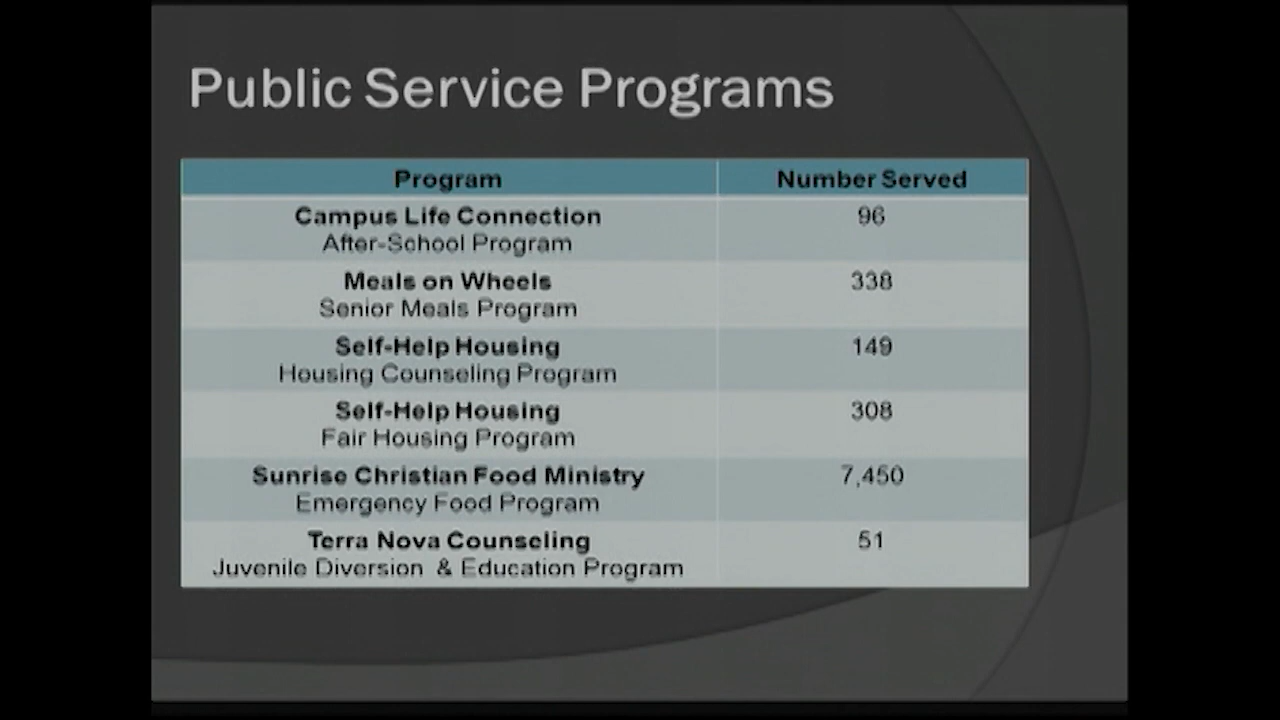 Public Service Programs
Program Number Served
Campus Life Connection 96
After-School Program
Meals on Wheels 338
Senior Meals Program
Self-Help Housing 149
Housing Counseling Program
Self-Help Housing 308
Fair Housing Program
Sunrise Christian Food Ministry 7,450
Emergency Food Program
Terra Nova Counseling 51
Juvenile Diversion & Education Program